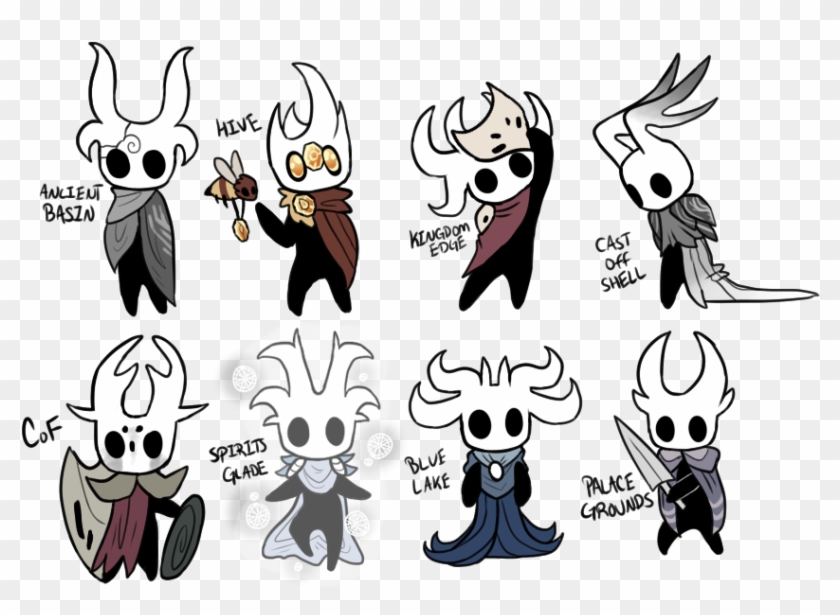 ANCIENT
BASIN
HIVE
KINGDOM
EDGE
CAST
OFF
SHELL
COF
SPIRITS
GLADE
BLUE
LAKE
PALACE
GROUNDS